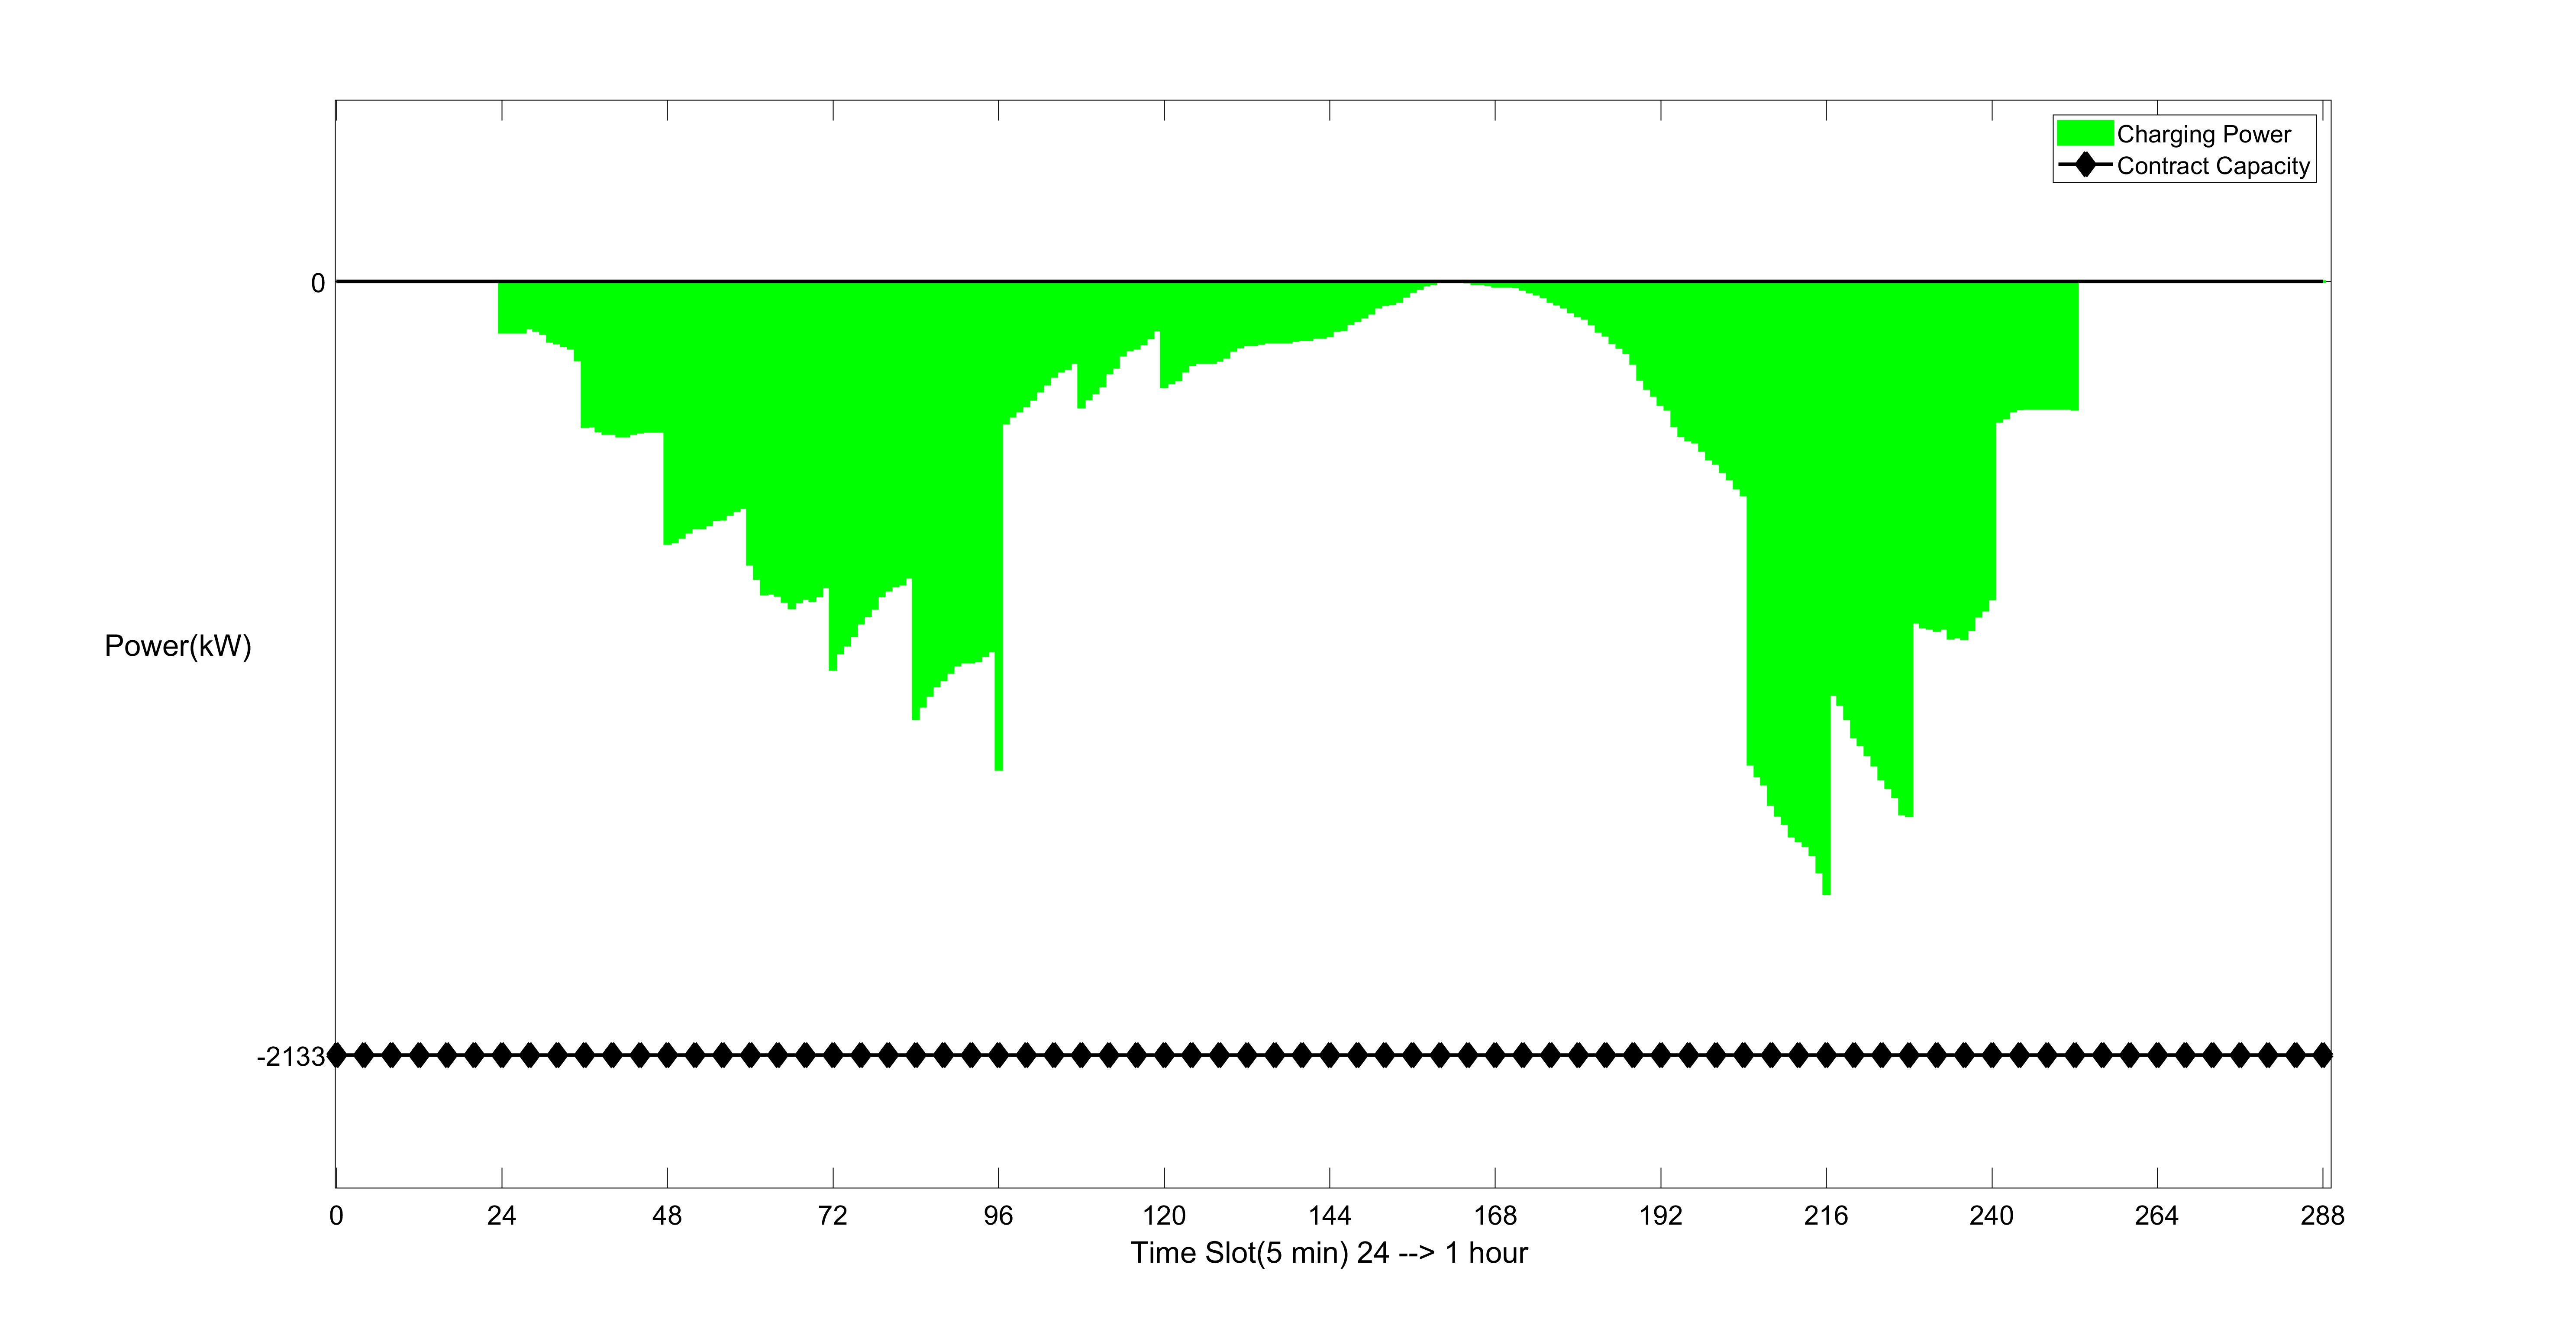 Charging Power
Contract Capacity
0
Power(kW)
-2133
0 24 48 72 96 120 144 168 192 216 240 264 288
Time Slot(5 min) 24 --> 1 hour